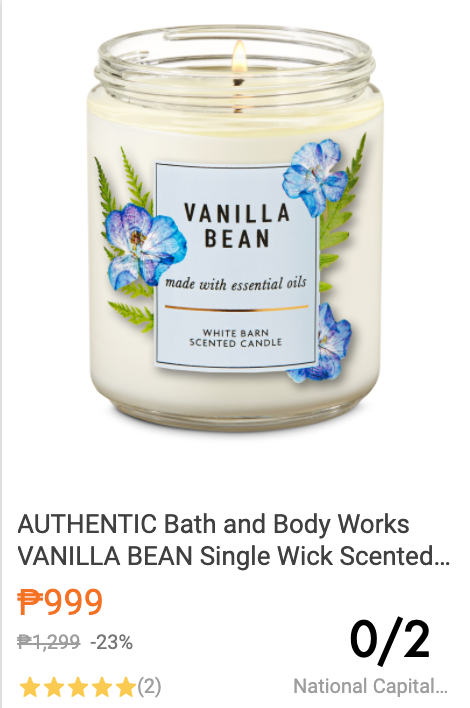 VANILLA
BEAN
made with essential oils
WHITE BARN
SCENTED CANDLE
AUTHENTIC Bath and Body Works
VANILLA BEAN Single Wick Scented...
₱999
₱1,299 -23%
0/2
(2)
National Capital...